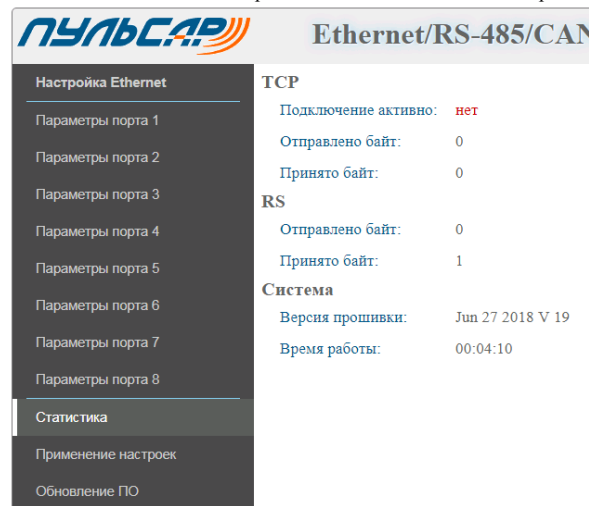 ПУЛЬСАР
Ethernet/RS-485/CAN
Настройка Ethernet
Параметры порта 1
Параметры порта 2
Параметры порта 3
Параметры порта 4
Параметры порта 5
Параметры порта 6
Параметры порта 7
Параметры порта 8
Статистика
Применение настроек
Обновление ПО
TCP
Подключение активно: нет
Отправлено байт: 0
Принято байт: 0
RS
Отправлено байт: 0
Принято байт: 1
Система
Версия прошивки: Jun 27 2018 V 19
Время работы: 00:04:10